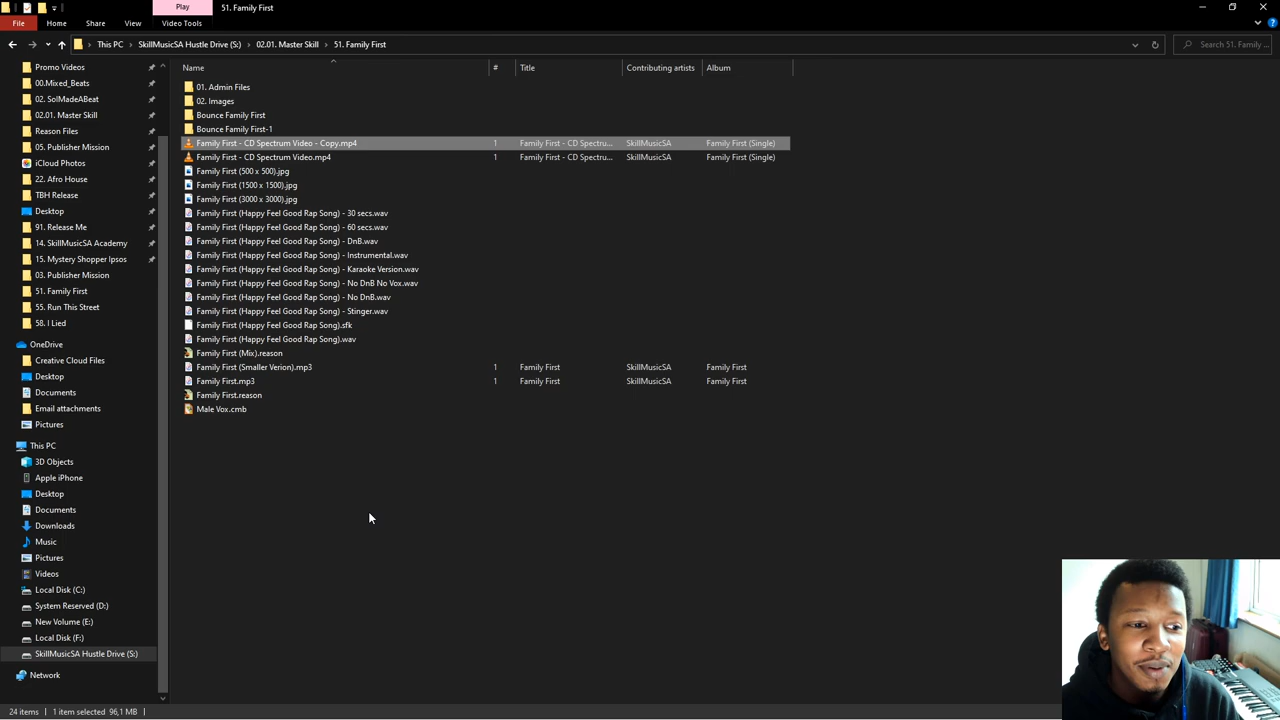 Play
51. Family First
File
Home
Share
View
Video Tools
This PC
SkillMusicSA Hustle Drive (S:)
02.01. Master Skill
51. Family First
Search 51. Family ...
Promo Videos
00.Mixed_Beats
02. SolMadeABeat
02.01. Master Skill
Reason Files
05. Publisher Mission
iCloud Photos
22. Afro House
TBH Release
Desktop
91. Release Me
14. SkillMusicSA Academy
15. Mystery Shopper Ipsos
03. Publisher Mission
51. Family First
55. Run This Street
58. I Lied
OneDrive
Creative Cloud Files
Desktop
Documents
Email attachments
Pictures
This PC
3D Objects
Apple iPhone
Desktop
Documents
Downloads
Music
Pictures
Videos
Local Disk (C:)
System Reserved (D:)
New Volume (E:)
Local Disk (F:)
SkillMusicSA Hustle Drive (S:)
Network
Name # Title Contributing artists Album
01. Admin Files
02. Images
Bounce Family First
Bounce Family First-1
Family First - CD Spectrum Video - Copy.mp4 1 Family First - CD Spectru... SkillMusicSA Family First (Single)
Family First - CD Spectrum Video.mp4 1 Family First - CD Spectru... SkillMusicSA Family First (Single)
Family First (500 x 500).jpg
Family First (1500 x 1500).jpg
Family First (3000 x 3000).jpg
Family First (Happy Feel Good Rap Song) - 30 secs.wav
Family First (Happy Feel Good Rap Song) - 60 secs.wav
Family First (Happy Feel Good Rap Song) - DnB.wav
Family First (Happy Feel Good Rap Song) - Instrumental.wav
Family First (Happy Feel Good Rap Song) - Karaoke Version.wav
Family First (Happy Feel Good Rap Song) - No DnB No Vox.wav
Family First (Happy Feel Good Rap Song) - No DnB.wav
Family First (Happy Feel Good Rap Song) - Stinger.wav
Family First (Happy Feel Good Rap Song).sfk
Family First (Happy Feel Good Rap Song).wav
Family First (Mix).reason
Family First (Smaller Verion).mp3 1 Family First SkillMusicSA Family First
Family First.mp3 1 Family First SkillMusicSA Family First
Family First.reason
Male Vox.cmb
24 items 1 item selected 96,1 MB